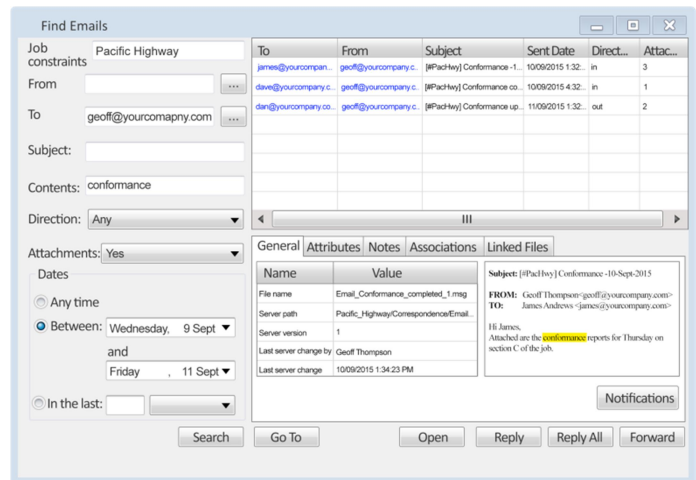 Find Emails
Job constraints
Pacific Highway
From
...
To
geoff@yourcomapny.com
...
Subject:
Contents:
conformance
Direction:
Any
Attachments:
Yes
Dates
Any time
Between:
Wednesday, 9 Sept
and
Friday , 11 Sept
In the last:
Search
To From Subject Sent Date Direct... Attac...
james@yourcompan... geoff@yourcompany.c... [#PacHwy] Conformance -1... 10/09/2015 1:32... in 3
dave@yourcompany.c... geoff@yourcompany.c... [#PacHwy] Conformance co... 10/09/2015 4:32... in 1
dan@yourcompany.co... geoff@yourcompany.c... [#PacHwy] Conformance up... 11/09/2015 1:32... out 2
General Attributes Notes Associations Linked Files
Name Value
File name Email_Conformance_completed_1.msg
Server path Pacific_Highway/Correspondence/Email...
Server version 1
Last server change by Geoff Thompson
Last server change 10/09/2015 1:34:23 PM
Subject: [#PacHwy] Conformance -10-Sept-2015
FROM: Geoff Thompson<geoff@yourcompany.com>
TO: James Andrews <james@yourcompany.com>
Hi James,
Attached are the conformance reports for Thursday on
section C of the job.
Notifications
Go To Open Reply Reply All Forward